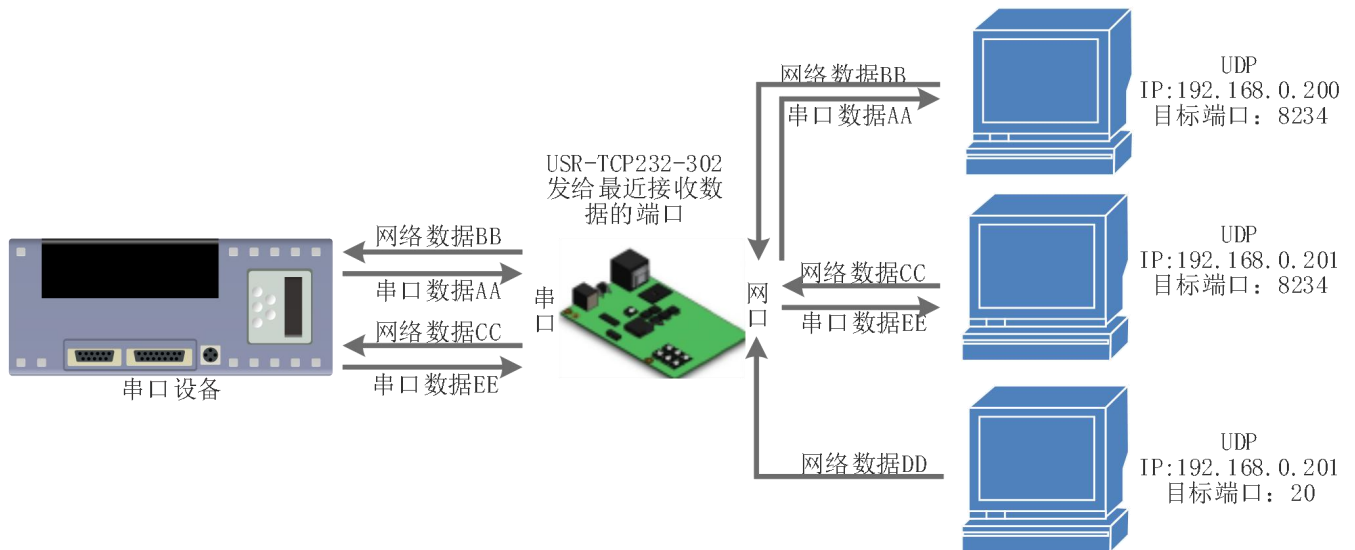 网络数据BB
串口数据AA
UDP
IP:192.168.0.200
目标端口：8234
USR-TCP232-302
发给最近接收数
据的端口
网络数据BB
串口数据AA
网络数据CC
串口数据EE
串口设备
串
口
网
口
网络数据CC
串口数据EE
UDP
IP:192.168.0.201
目标端口：8234
网络数据DD
UDP
IP:192.168.0.201
目标端口：20